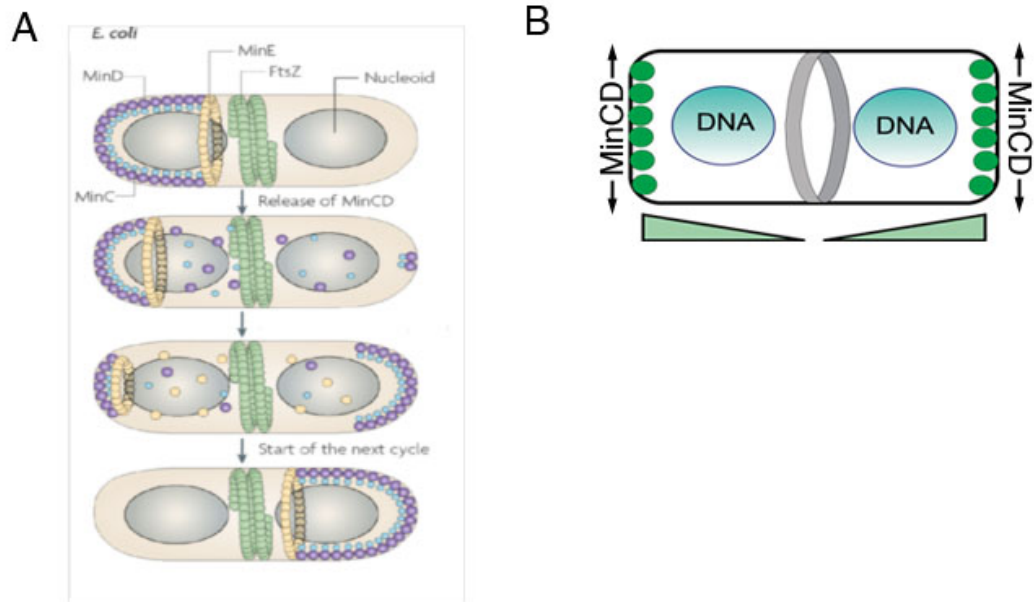 A
E. coli
MinE
FtsZ
MinD
Nucleoid
MinC
Release of MinCD
Start of the next cycle
B
MinCD
DNA
DNA
MinCD